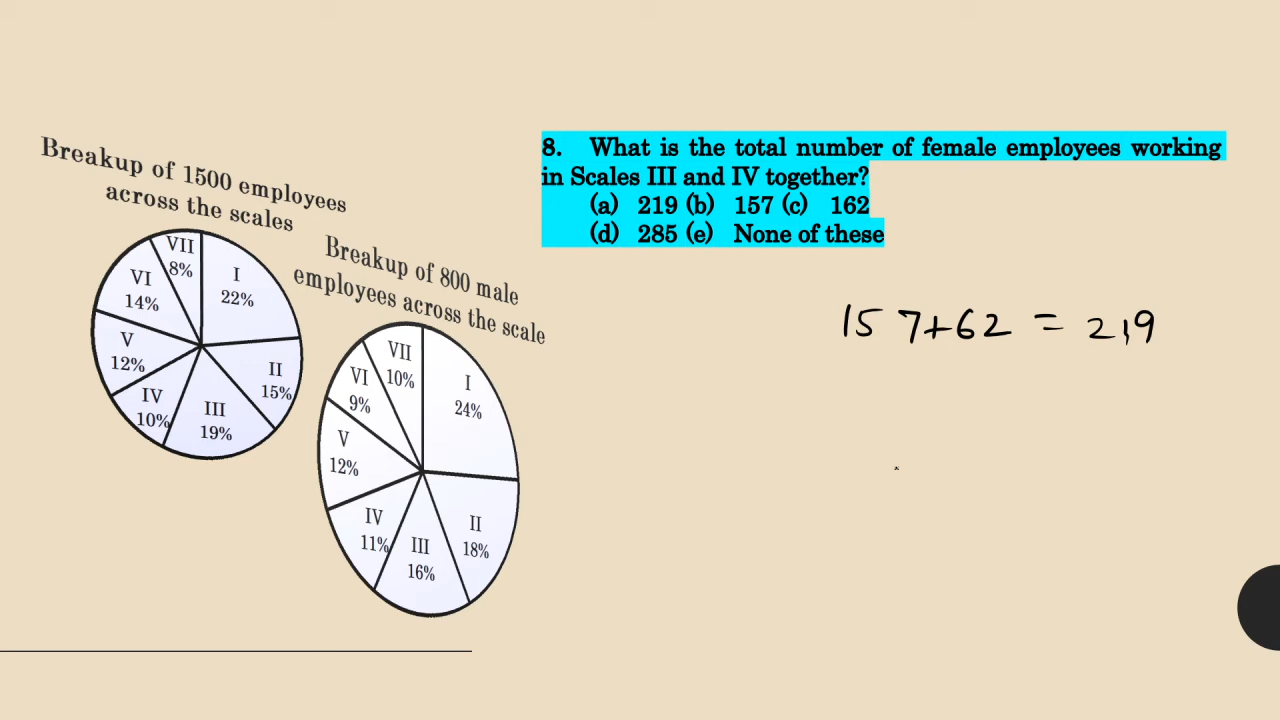 Breakup of 1500 employees
across the scales
VII
8%
I
22%
VI
14%
V
12%
II
15%
IV
10%
III
19%
Breakup of 800 male
employees across the scale
VII
10%
I
24%
VI
9%
V
12%
IV
11%
III
16%
II
18%
8. What is the total number of female employees working
in Scales III and IV together?
(a) 219 (b) 157 (c) 162
(d) 285 (e) None of these
157+62 = 219